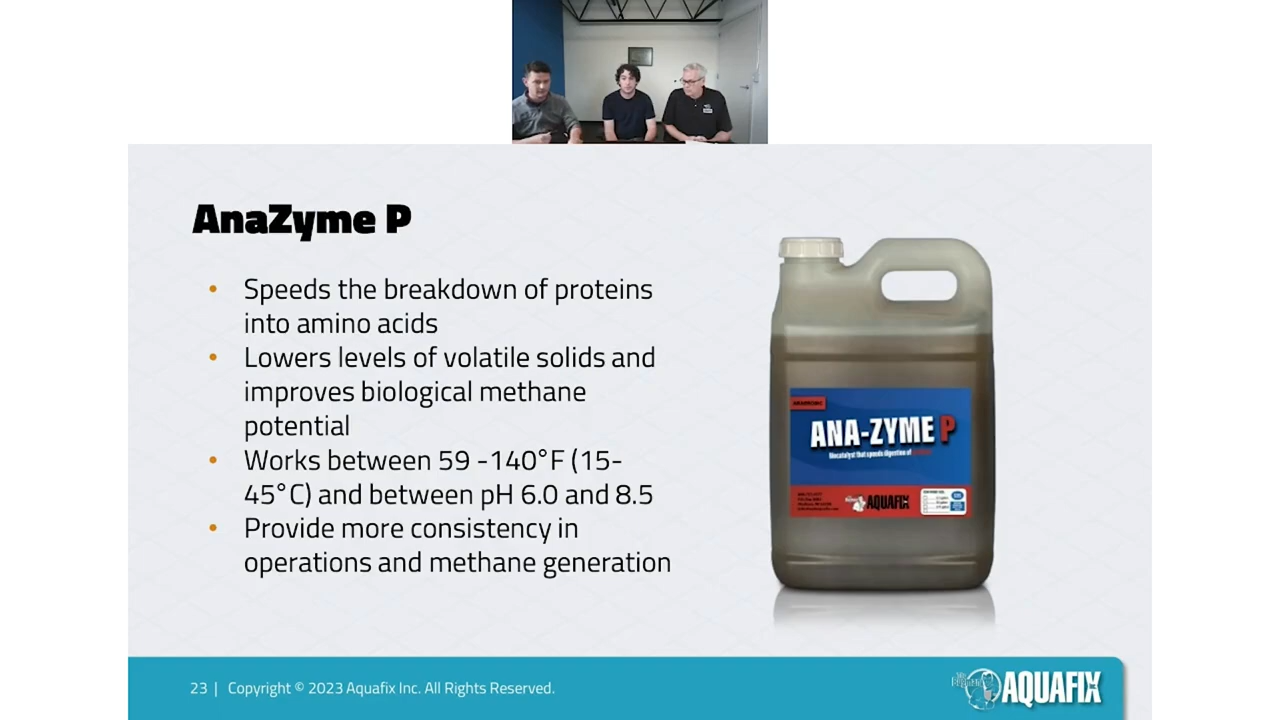 AnaZyme P
• Speeds the breakdown of proteins
into amino acids
• Lowers levels of volatile solids and
improves biological methane
potential
• Works between 59 -140°F (15-
45°C) and between pH 6.0 and 8.5
• Provide more consistency in
operations and methane generation
ANAEROBIC
ANA-ZYME P
Biocatalyst that speeds digestion of
AQUAFIX
23 | Copyright © 2023 Aquafix Inc. All Rights Reserved.
AQUAFIX